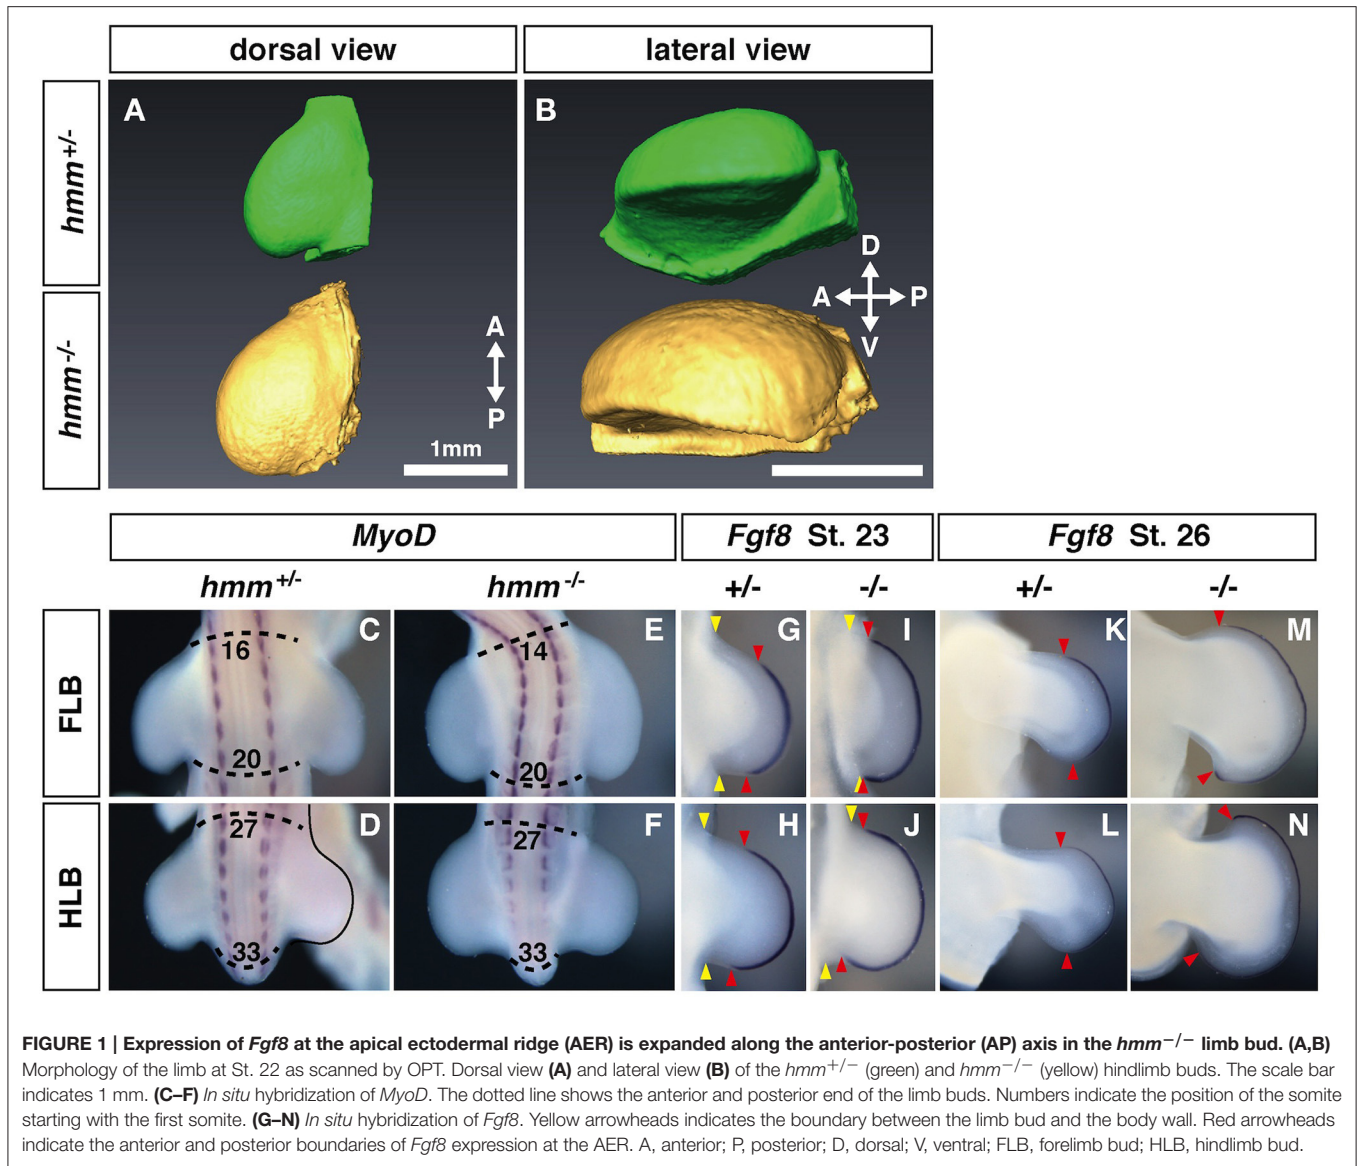 dorsal view
lateral view
hmm+/-
hmm-/-
A
A
P
1mm
B
D
A
P
V
MyoD
Fgf8 St. 23
Fgf8 St. 26
hmm+/-
hmm-/-
+/-
-/-
+/-
-/-
FLB
HLB
C
16
20
E
14
20
G
I
K
M
D
27
33
F
27
33
H
J
L
N
FIGURE 1 | Expression of Fgf8 at the apical ectodermal ridge (AER) is expanded along the anterior-posterior (AP) axis in the hmm−/− limb bud. (A,B)
Morphology of the limb at St. 22 as scanned by OPT. Dorsal view (A) and lateral view (B) of the hmm+/− (green) and hmm−/− (yellow) hindlimb buds. The scale bar
indicates 1 mm. (C–F) In situ hybridization of MyoD. The dotted line shows the anterior and posterior end of the limb buds. Numbers indicate the position of the somite
starting with the first somite. (G–N) In situ hybridization of Fgf8. Yellow arrowheads indicates the boundary between the limb bud and the body wall. Red arrowheads
indicate the anterior and posterior boundaries of Fgf8 expression at the AER. A, anterior; P, posterior; D, dorsal; V, ventral; FLB, forelimb bud; HLB, hindlimb bud.